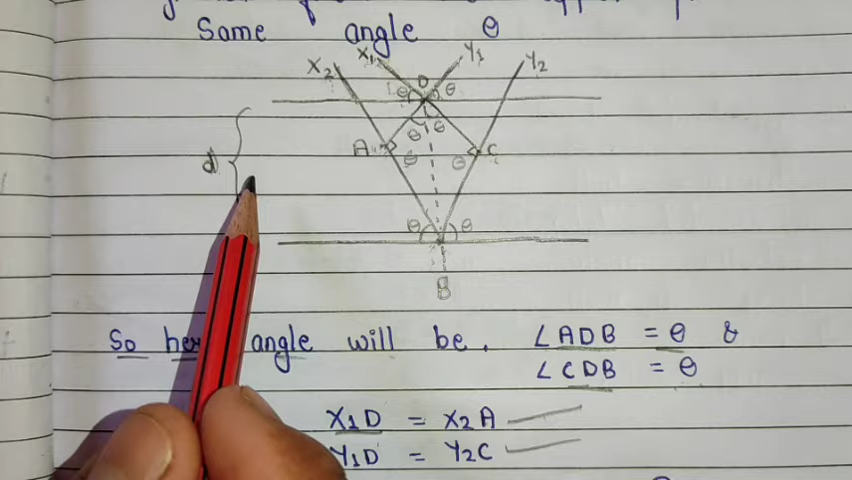 Same angle θ
X₂ X₁ Y₁ Y₂
D
θ θ
θ θ
A C
θ θ
d
θ θ
B
So here angle will be. ∠ADB = θ &
∠CDB = θ
X₁D = X₂A
Y₁D = Y₂C